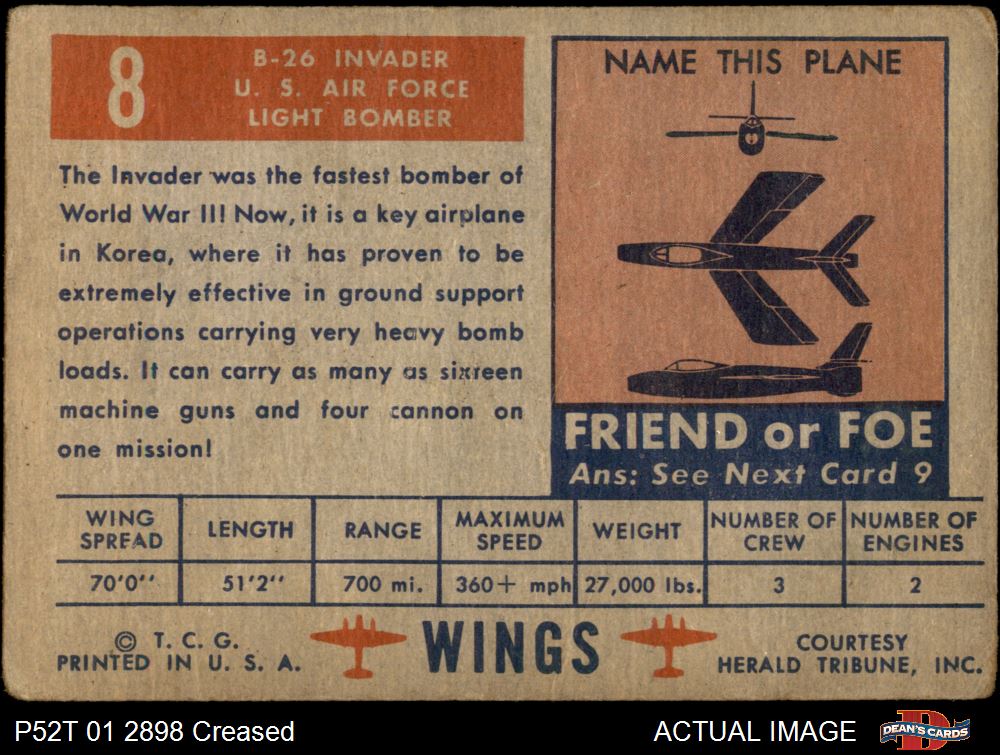 8
B-26 INVADER
U. S. AIR FORCE
LIGHT BOMBER
The Invader was the fastest bomber of
World War II! Now, it is a key airplane
in Korea, where it has proven to be
extremely effective in ground support
operations carrying very heavy bomb
loads. It can carry as many as sixteen
machine guns and four cannon on
one mission!
NAME THIS PLANE
FRIEND or FOE
Ans: See Next Card 9
WING SPREAD
LENGTH
RANGE
MAXIMUM SPEED
WEIGHT
NUMBER OF CREW
NUMBER OF ENGINES
70'0''
51'2''
700 mi.
360+ mph
27,000 lbs.
3
2
© T. C. G.
PRINTED IN U. S. A.
WINGS
COURTESY
HERALD TRIBUNE, INC.
P52T 01 2898 Creased
ACTUAL IMAGE
D
DEAN'S CARDS